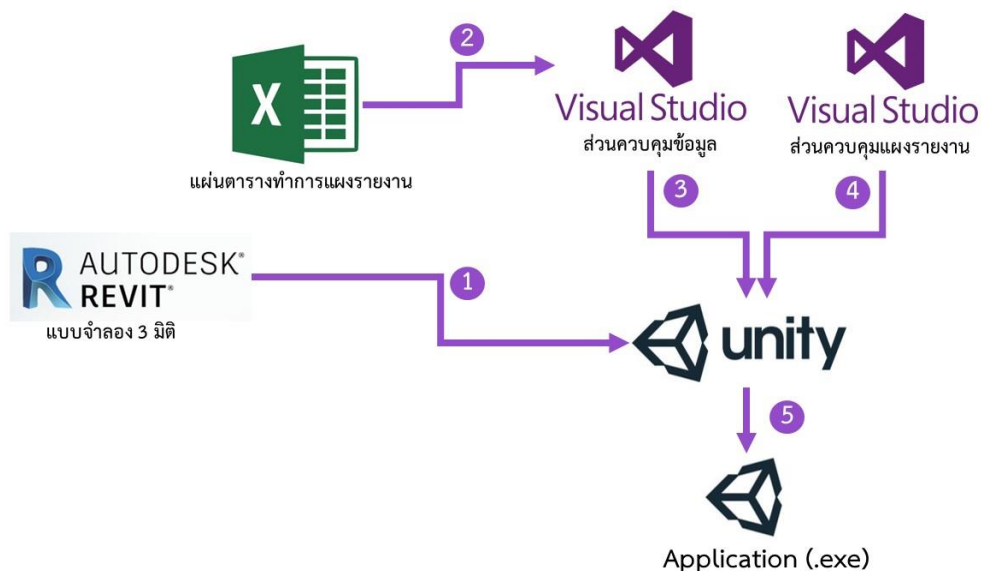 2
X
Visual Studio
ส่วนควบคุมข้อมูล
Visual Studio
ส่วนควบคุมแผงรายงาน
แผ่นตารางทำการแผงรายงาน
3
4
AUTODESK®
R REVIT®
แบบจำลอง 3 มิติ
1
unity
5
Application (.exe)